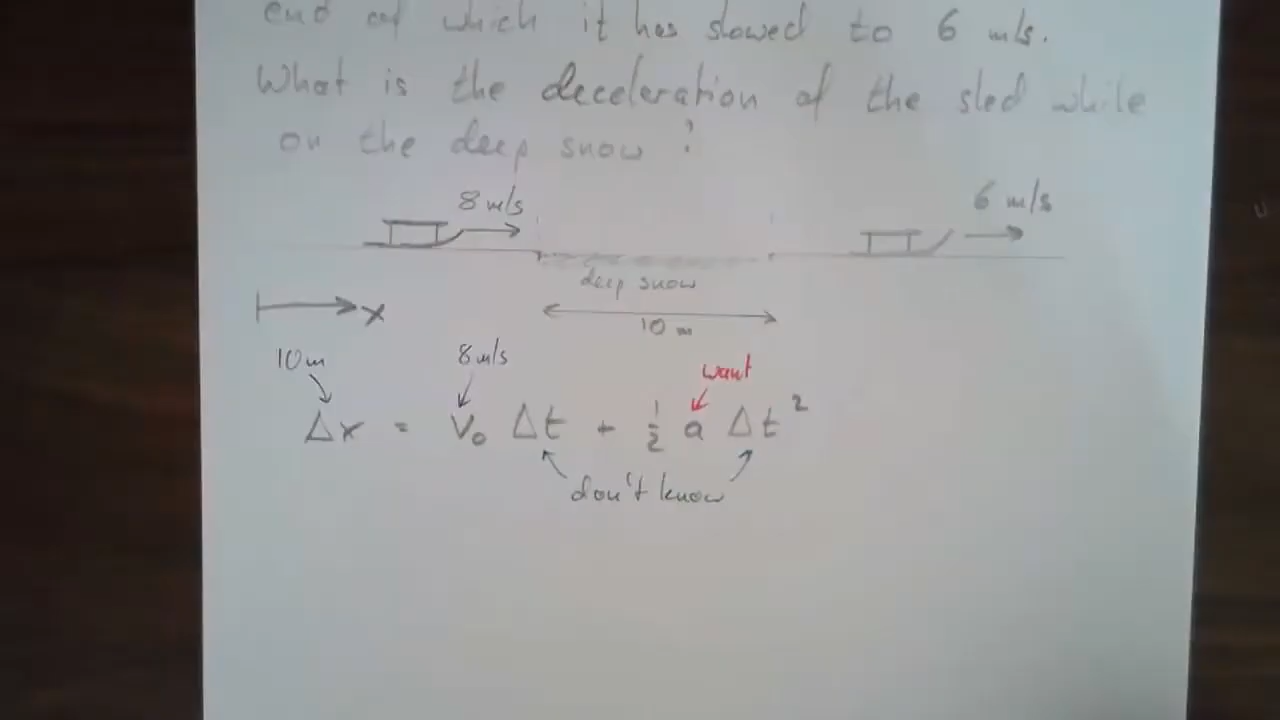 end of which it has slowed to 6 m/s.
What is the deceleration of the sled while
on the deep snow?
8 m/s
6 m/s
deep snow
x
10 m
10m
8 m/s
want
Δx = v₀ Δt + ½ a Δt²
don't know